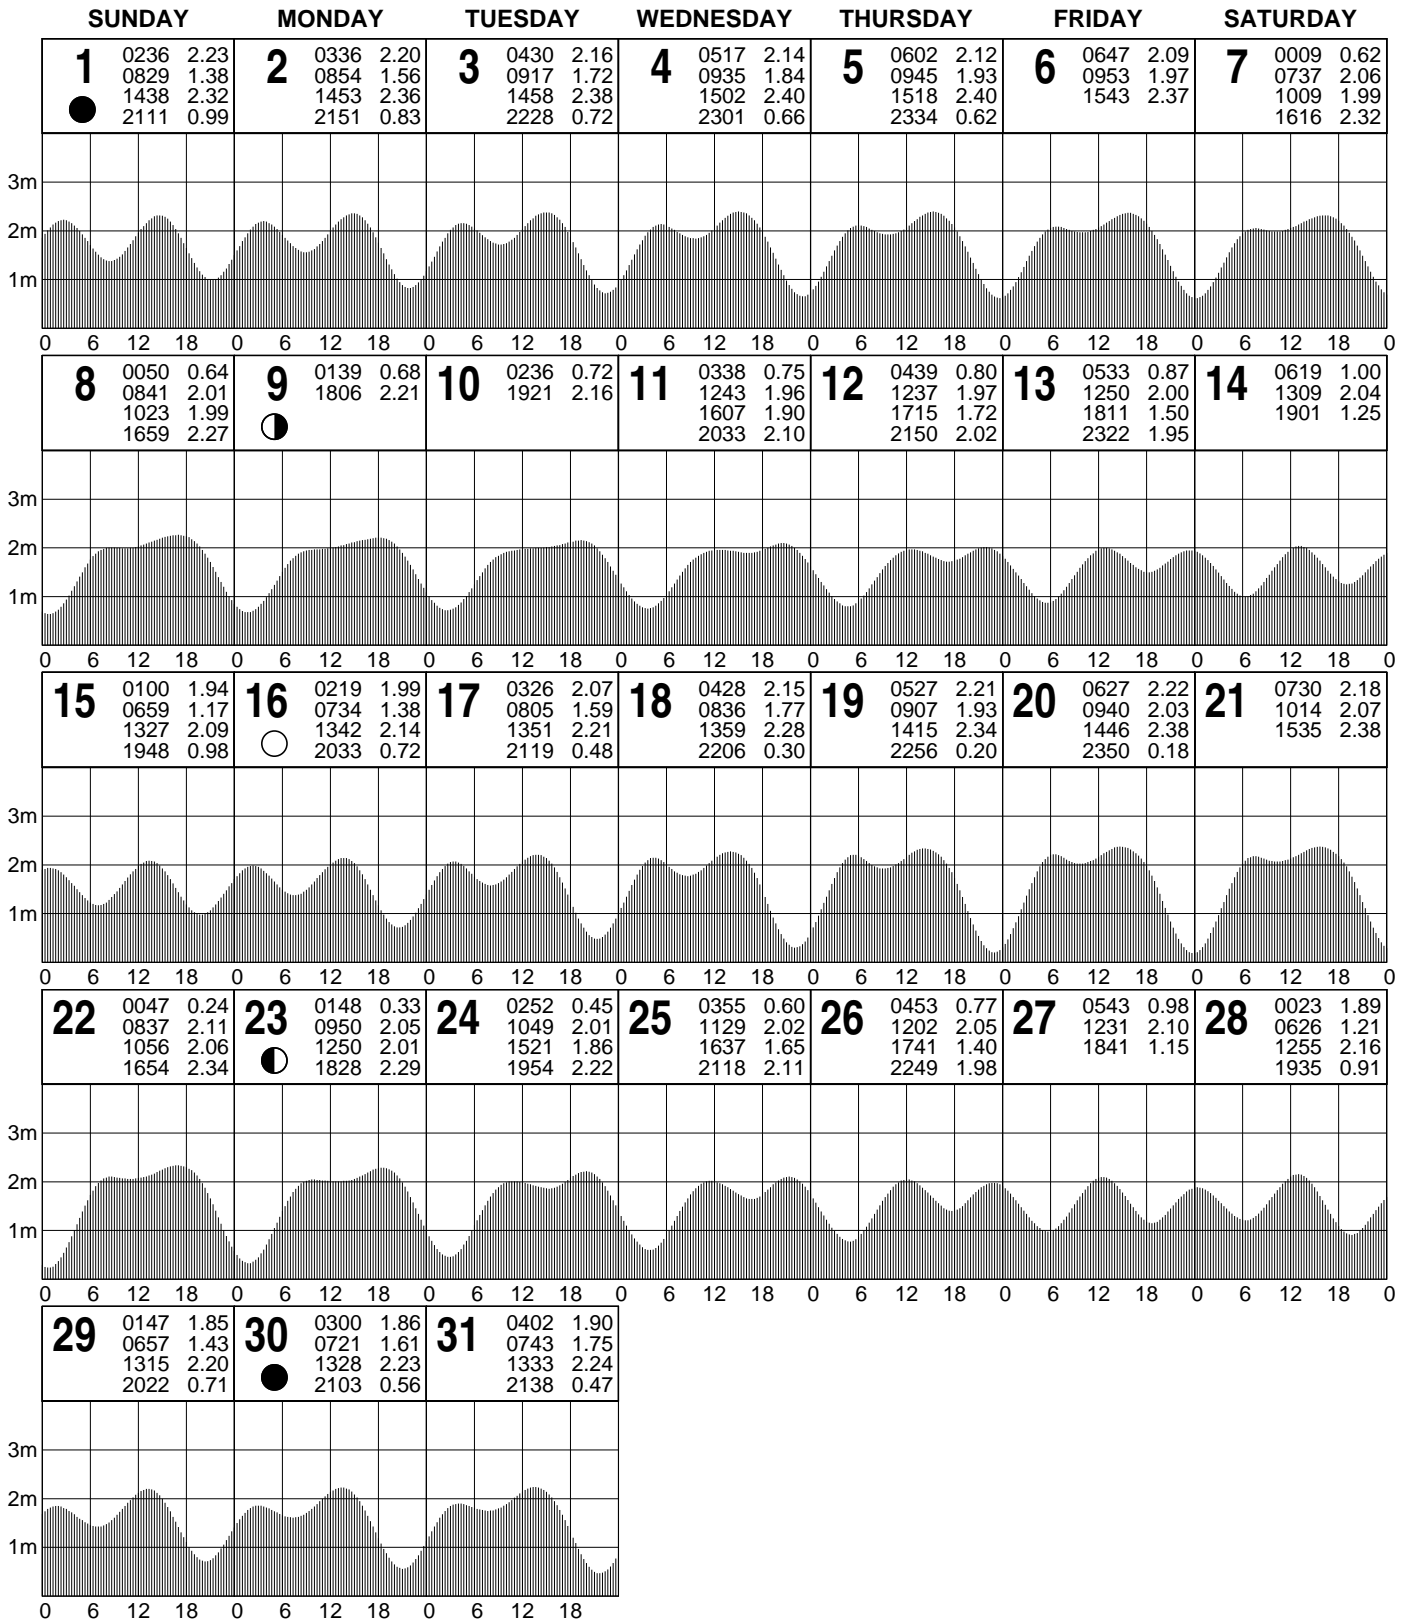 SUNDAY MONDAY TUESDAY WEDNESDAY THURSDAY FRIDAY SATURDAY
1 0236 2.23 2 0336 2.20 3 0430 2.16 4 0517 2.14 5 0602 2.12 6 0647 2.09 7 0009 0.62
0829 1.38 0854 1.56 0917 1.72 0935 1.84 0945 1.93 0953 1.97 0737 2.06
1438 2.32 1453 2.36 1458 2.38 1502 2.40 1518 2.40 1543 2.37 1009 1.99
2111 0.99 2151 0.83 2228 0.72 2301 0.66 2334 0.62 1616 2.32
3m
2m
1m
0 6 12 18 0 6 12 18 0 6 12 18 0 6 12 18 0 6 12 18 0 6 12 18 0 6 12 18 0
8 0050 0.64 9 0139 0.68 10 0236 0.72 11 0338 0.75 12 0439 0.80 13 0533 0.87 14 0619 1.00
0841 2.01 1806 2.21 1921 2.16 1243 1.96 1237 1.97 1250 2.00 1309 2.04
1023 1.99 1607 1.90 1715 1.72 1811 1.50 1901 1.25
1659 2.27 2033 2.10 2150 2.02 2322 1.95
3m
2m
1m
0 6 12 18 0 6 12 18 0 6 12 18 0 6 12 18 0 6 12 18 0 6 12 18 0 6 12 18 0
15 0100 1.94 16 0219 1.99 17 0326 2.07 18 0428 2.15 19 0527 2.21 20 0627 2.22 21 0730 2.18
0659 1.17 0734 1.38 0805 1.59 0836 1.77 0907 1.93 0940 2.03 1014 2.07
1327 2.09 1342 2.14 1351 2.21 1359 2.28 1415 2.34 1446 2.38 1535 2.38
1948 0.98 2033 0.72 2119 0.48 2206 0.30 2256 0.20 2350 0.18
3m
2m
1m
0 6 12 18 0 6 12 18 0 6 12 18 0 6 12 18 0 6 12 18 0 6 12 18 0 6 12 18 0
22 0047 0.24 23 0148 0.33 24 0252 0.45 25 0355 0.60 26 0453 0.77 27 0543 0.98 28 0023 1.89
0837 2.11 0950 2.05 1049 2.01 1129 2.02 1202 2.05 1231 2.10 0626 1.21
1056 2.06 1250 2.01 1521 1.86 1637 1.65 1741 1.40 1841 1.15 1255 2.16
1654 2.34 1828 2.29 1954 2.22 2118 2.11 2249 1.98 1935 0.91
3m
2m
1m
0 6 12 18 0 6 12 18 0 6 12 18 0 6 12 18 0 6 12 18 0 6 12 18 0 6 12 18 0
29 0147 1.85 30 0300 1.86 31 0402 1.90
0657 1.43 0721 1.61 0743 1.75
1315 2.20 1328 2.23 1333 2.24
2022 0.71 2103 0.56 2138 0.47
3m
2m
1m
0 6 12 18 0 6 12 18 0 6 12 18